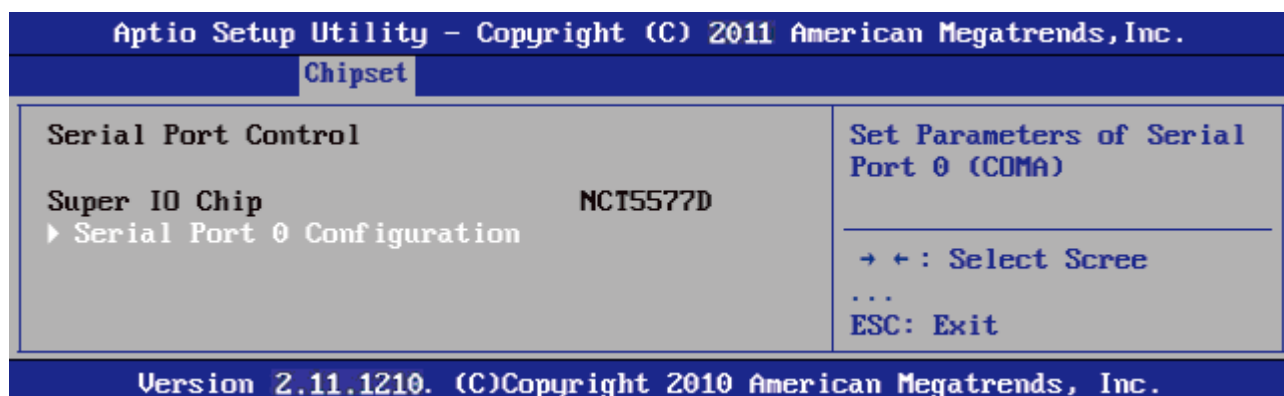 Aptio Setup Utility – Copyright (C) 2011 American Megatrends,Inc.
Chipset
Serial Port Control
Super IO Chip NCT5577D
▶ Serial Port 0 Configuration
Set Parameters of Serial
Port 0 (COMA)
→ ←: Select Scree
...
ESC: Exit
Version 2.11.1210. (C)Copyright 2010 American Megatrends, Inc.